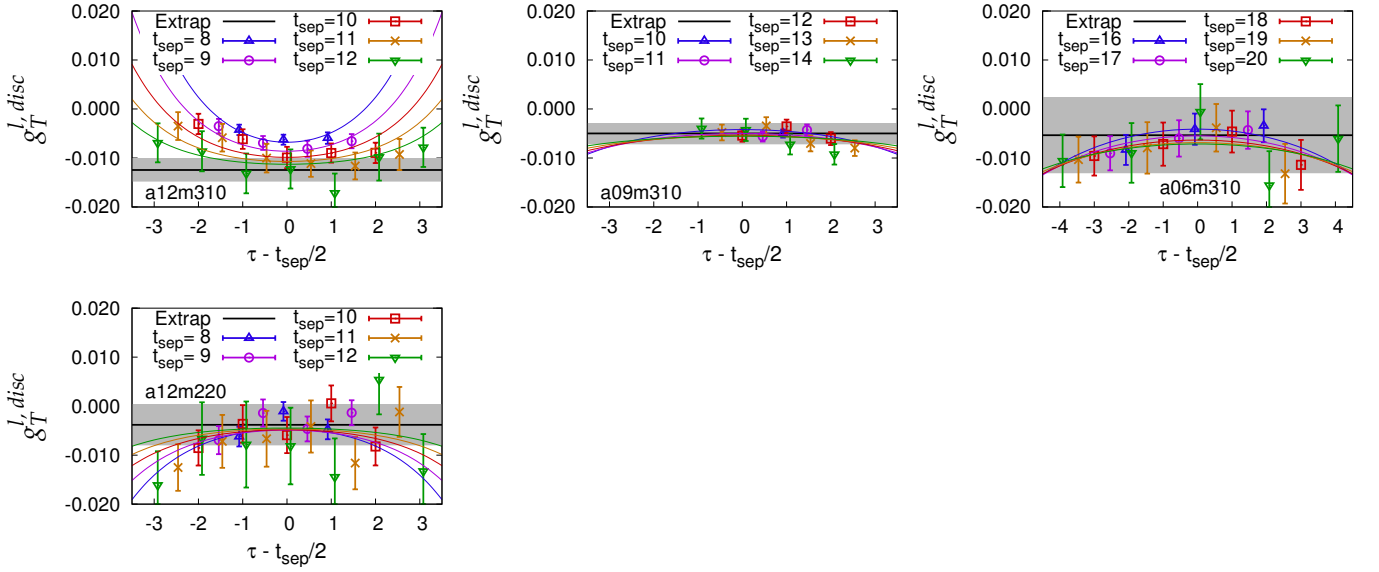 0.020
0.010
0.000
-0.010
-0.020
g_T^{l, disc}
Extrap
t_sep= 8
t_sep= 9
t_sep=10
t_sep=11
t_sep=12
a12m310
-3 -2 -1 0 1 2 3
τ - t_sep/2
0.020
0.010
0.000
-0.010
-0.020
g_T^{l, disc}
Extrap
t_sep=10
t_sep=11
t_sep=12
t_sep=13
t_sep=14
a09m310
-3 -2 -1 0 1 2 3
τ - t_sep/2
0.020
0.010
0.000
-0.010
-0.020
g_T^{l, disc}
Extrap
t_sep=16
t_sep=17
t_sep=18
t_sep=19
t_sep=20
a06m310
-4 -3 -2 -1 0 1 2 3 4
τ - t_sep/2
0.020
0.010
0.000
-0.010
-0.020
g_T^{l, disc}
Extrap
t_sep= 8
t_sep= 9
t_sep=10
t_sep=11
t_sep=12
a12m220
-3 -2 -1 0 1 2 3
τ - t_sep/2